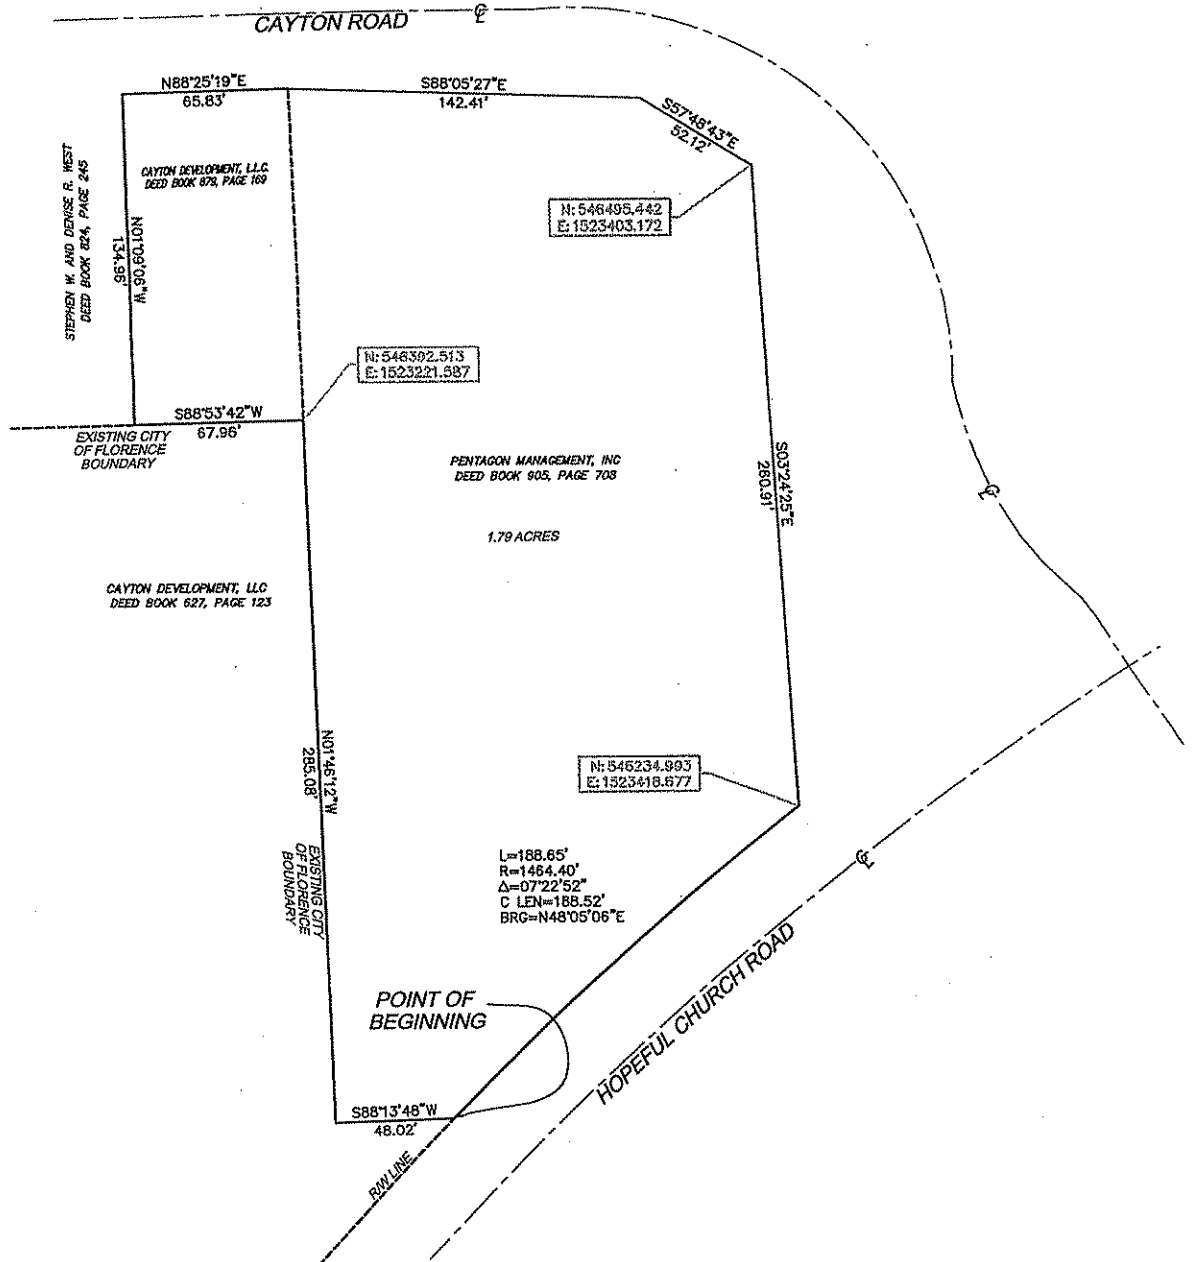 CAYTON ROAD
℄
N88°25'19"E
65.83'
S88°05'27"E
142.41'
S57°48'43"E
52.12'
STEPHEN W. AND DENISE R. WEST
DEED BOOK 824, PAGE 245
CAYTON DEVELOPMENT, L.L.C.
DEED BOOK 879, PAGE 169
N01°09'06"W
134.96'
N: 546495.442
E: 1523403.172
N: 546392.513
E: 1523221.587
S88°53'42"W
67.96'
EXISTING CITY
OF FLORENCE
BOUNDARY
PENTAGON MANAGEMENT, INC
DEED BOOK 905, PAGE 708
1.79 ACRES
S03°24'25"E
260.91'
℄
CAYTON DEVELOPMENT, LLC
DEED BOOK 627, PAGE 123
N01°46'12"W
285.08'
EXISTING CITY
OF FLORENCE
BOUNDARY
N: 546234.993
E: 1523418.677
L=188.65'
R=1464.40'
Δ=07°22'52"
C LEN=188.52'
BRG=N48°05'06"E
℄
POINT OF
BEGINNING
HOPEFUL CHURCH ROAD
S88°13'48"W
48.02'
R/W LINE